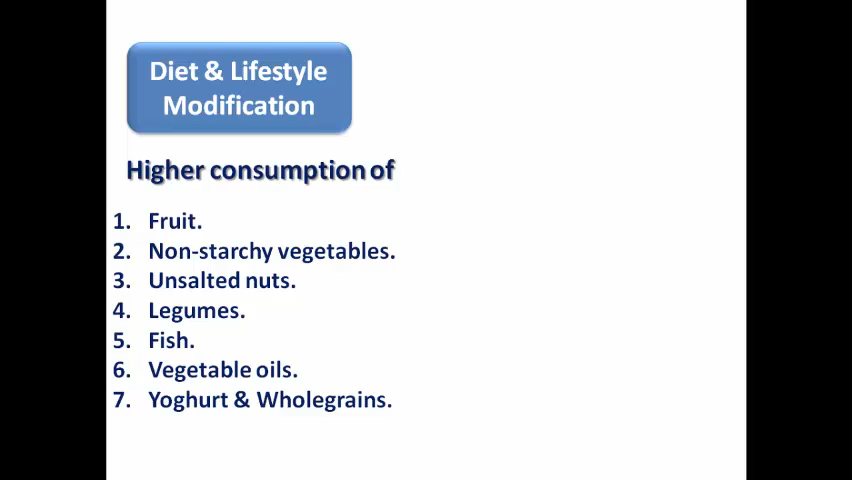 Diet & Lifestyle
Modification
Higher consumption of
1. Fruit.
2. Non-starchy vegetables.
3. Unsalted nuts.
4. Legumes.
5. Fish.
6. Vegetable oils.
7. Yoghurt & Wholegrains.